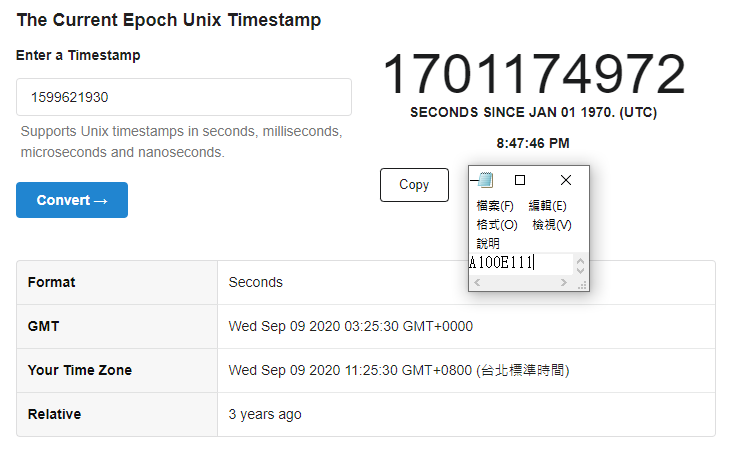 The Current Epoch Unix Timestamp
Enter a Timestamp
1599621930
Supports Unix timestamps in seconds, milliseconds,
microseconds and nanoseconds.
Convert →
1701174972
SECONDS SINCE JAN 01 1970. (UTC)
8:47:46 PM
Copy
檔案(F) 編輯(E)
格式(O) 檢視(V)
說明
A100E111
Format Seconds
GMT Wed Sep 09 2020 03:25:30 GMT+0000
Your Time Zone Wed Sep 09 2020 11:25:30 GMT+0800 (台北標準時間)
Relative 3 years ago